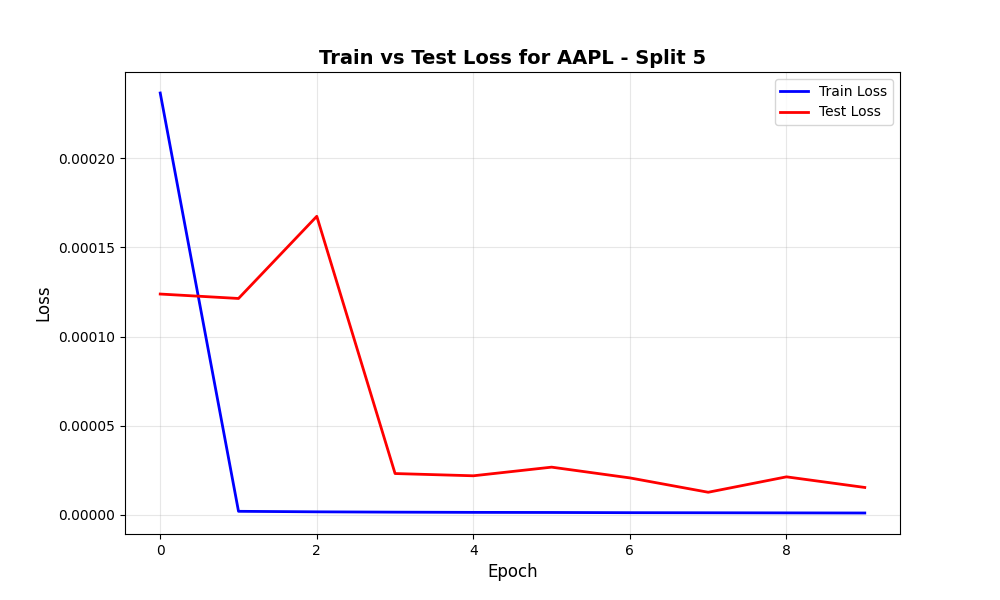 Train vs Test Loss for AAPL - Split 5
Train Loss
Test Loss
0.00020
0.00015
0.00010
0.00005
0.00000
Loss
0 2 4 6 8
Epoch